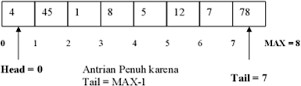 4 45 1 8 5 12 7 78
0 1 2 3 4 5 6 7 MAX = 8
Head = 0
Antrian Penuh karena
Tail = MAX-1
Tail = 7